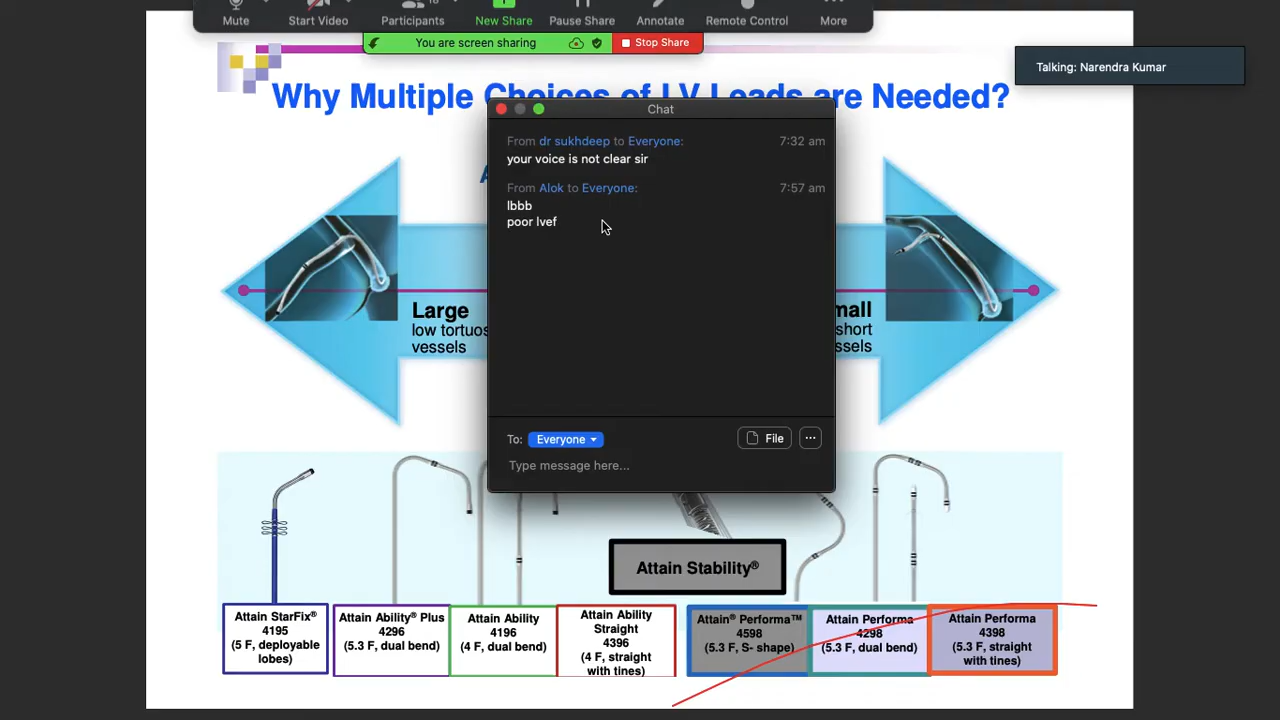 Mute
Start Video
Participants
New Share
Pause Share
Annotate
Remote Control
More
You are screen sharing
Stop Share
Talking: Narendra Kumar
Why Multiple Choices of LV Leads are Needed?
Chat
From dr sukhdeep to Everyone: 7:32 am
your voice is not clear sir
From Alok to Everyone: 7:57 am
lbbb
poor lvef
Large
low tortuos
vessels
mall
short
ssels
To: Everyone
File
Type message here...
Attain Stability®
Attain StarFix®
4195
(5 F, deployable
lobes)
Attain Ability® Plus
4296
(5.3 F, dual bend)
Attain Ability
4196
(4 F, dual bend)
Attain Ability
Straight
4396
(4 F, straight
with tines)
Attain® Performa™
4598
(5.3 F, S- shape)
Attain Performa
4298
(5.3 F, dual bend)
Attain Performa
4398
(5.3 F, straight
with tines)